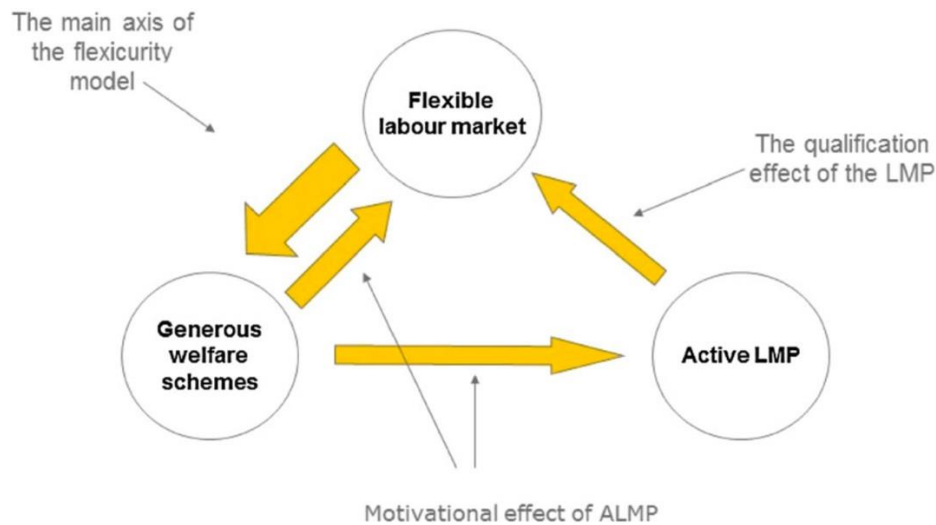 The main axis of
the flexicurity
model
Flexible
labour market
The qualification
effect of the LMP
Generous
welfare
schemes
Active LMP
Motivational effect of ALMP